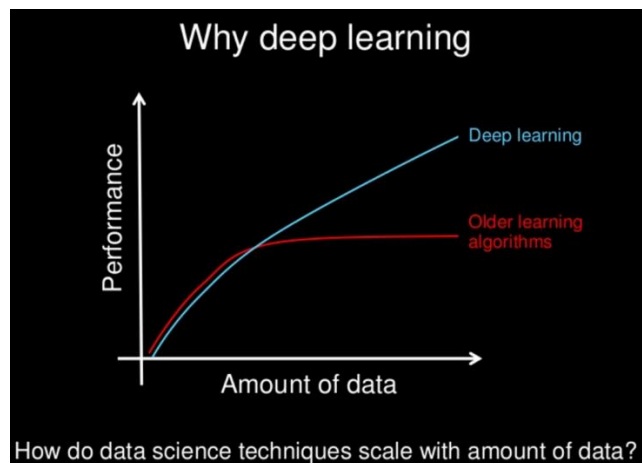 Why deep learning
Performance
Deep learning
Older learning
algorithms
Amount of data
How do data science techniques scale with amount of data?